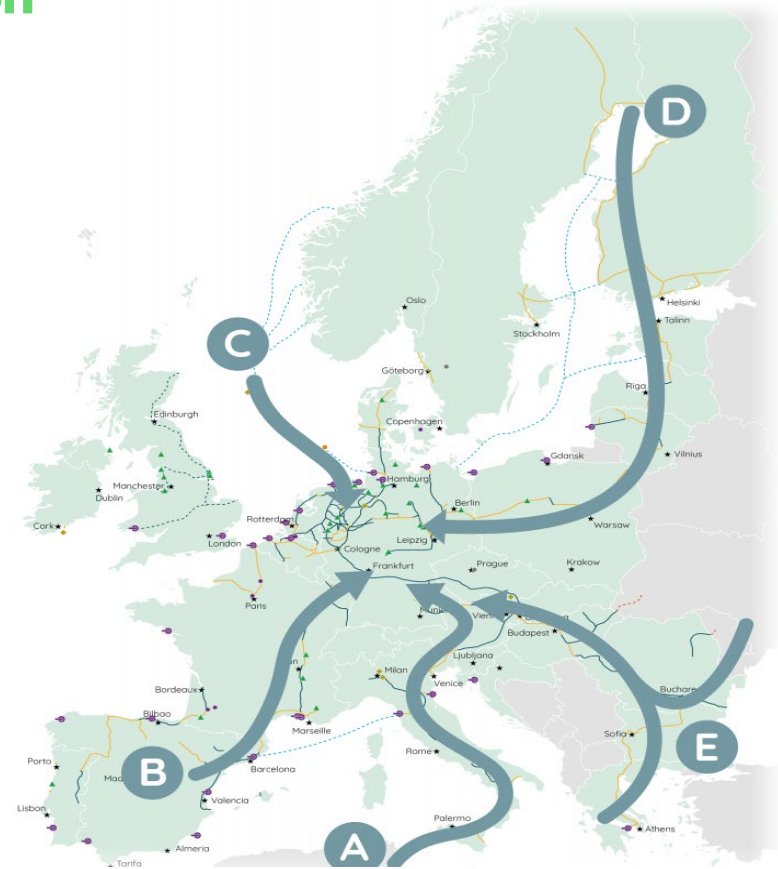 D
Oslo
Helsinki
Talinn
Stockholm
C
Göteborg
Riga
Edinburgh
Copenhagen
Vilnius
Gdansk
Manchester
Hamburg
Dublin
Berlin
Cork
Rotterdam
Warsaw
London
Leipzig
Cologne
Frankfurt
Prague
Krakow
Paris
Budapest
Ljubljana
Milan
Venice
Bordeaux
Bilbao
Marseille
Sofia
E
Rome
Porto
B
Barcelona
Valencia
Lisbon
Palermo
Athens
A
Almeria
Tarifa